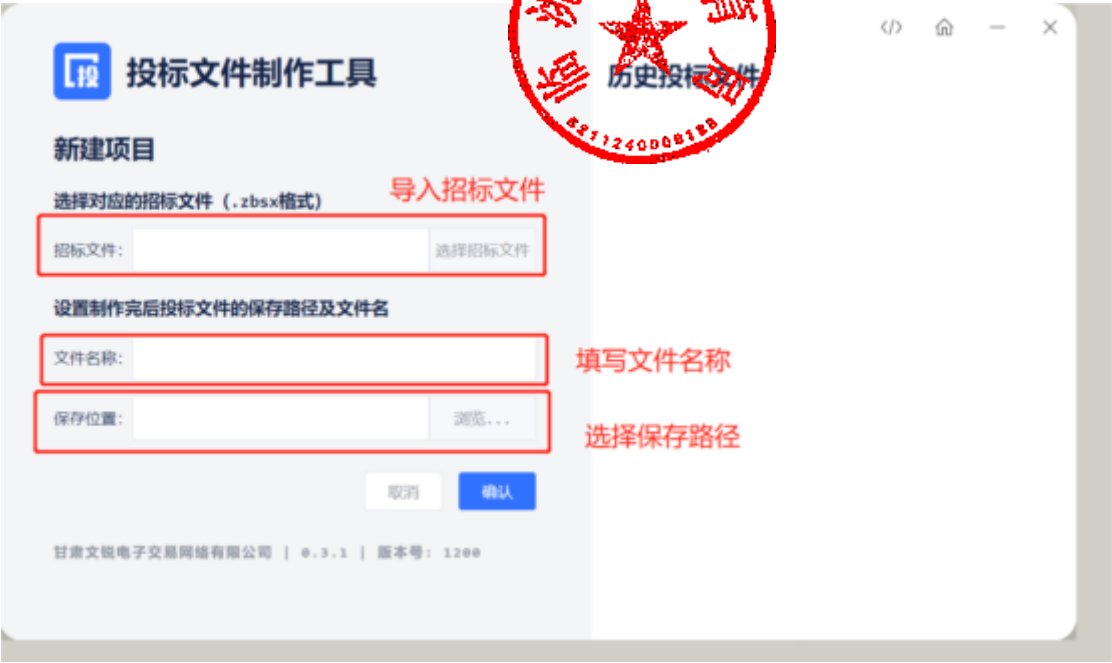 投标文件制作工具
历史投标文件
新建项目
导入招标文件
选择对应的招标文件（.zbsx格式）
招标文件：
选择招标文件
设置制作完后投标文件的保存路径及文件名
文件名称：
填写文件名称
保存位置：
浏览...
选择保存路径
取消
确认
甘肃文锐电子交易网络有限公司 | 0.3.1 | 版本号：1200